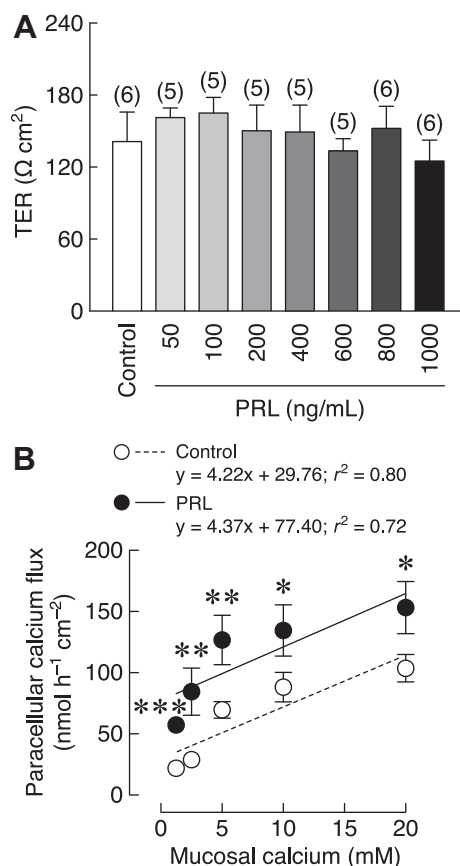 A
TER (Ω cm²)
240
180
120
60
0
(6) (5) (5) (5) (5) (5) (6) (6)
Control 50 100 200 400 600 800 1000
PRL (ng/mL)
B
Control
y = 4.22x + 29.76; r² = 0.80
PRL
y = 4.37x + 77.40; r² = 0.72
Paracellular calcium flux
(nmol h⁻¹ cm⁻²)
200
150
100
50
0
*** ** ** * *
0 5 10 15 20
Mucosal calcium (mM)